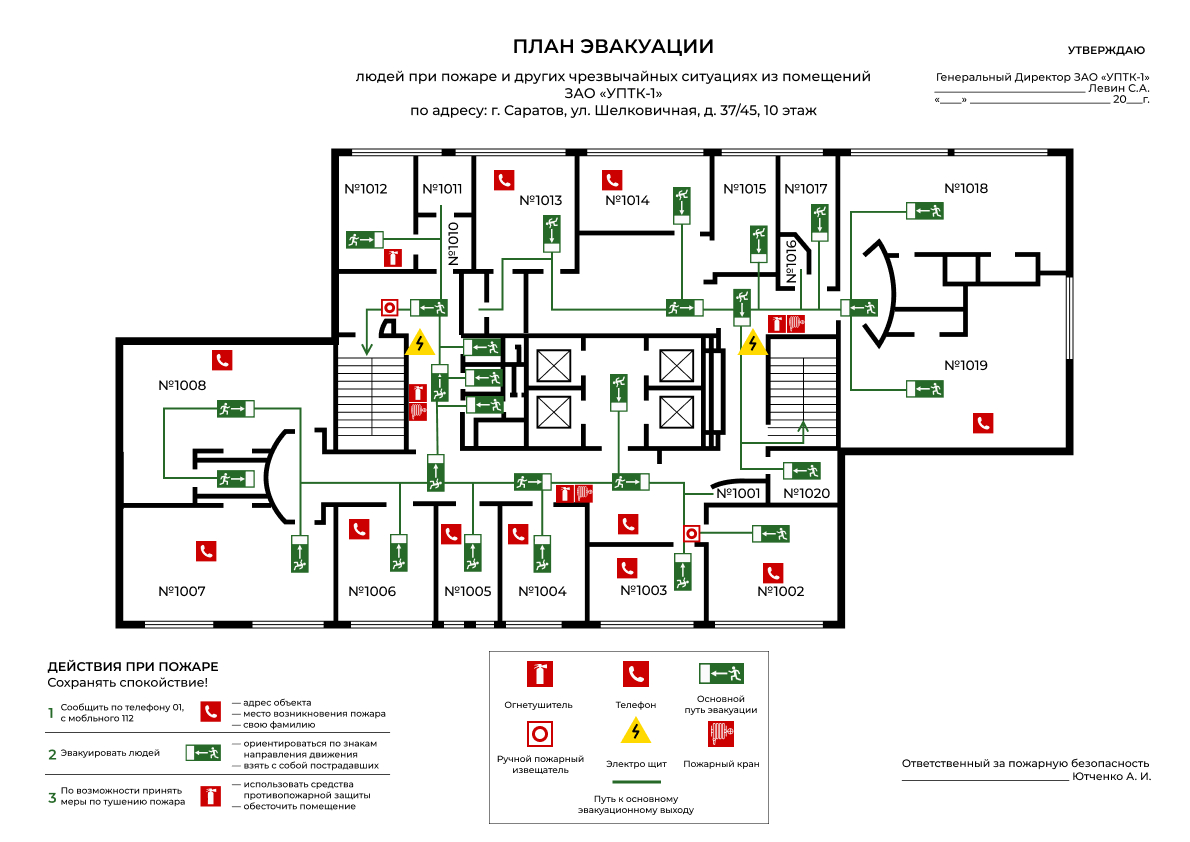 ПЛАН ЭВАКУАЦИИ
людей при пожаре и других чрезвычайных ситуациях из помещений
ЗАО «УПТК-1»
по адресу: г. Саратов, ул. Шелковичная, д. 37/45, 10 этаж
УТВЕРЖДАЮ
Генеральный Директор ЗАО «УПТК-1»
____________________________ Левин С.А.
«____» __________________________ 20___г.
№1012
№1011
№1010
№1013
№1014
№1015
№1017
№1016
№1018
№1019
№1008
№1001
№1020
№1007
№1006
№1005
№1004
№1003
№1002
ДЕЙСТВИЯ ПРИ ПОЖАРЕ
Сохранять спокойствие!
1 Сообщить по телефону 01,
с мобльного 112
— адрес объекта
— место возникновения пожара
— свою фамилию
2 Эвакуировать людей
— ориентироваться по знакам
направления движения
— взять с собой пострадавших
3 По возможности принять
меры по тушению пожара
— использовать средства
противопожарной защиты
— обесточить помещение
Огнетушитель
Телефон
Основной
путь эвакуации
Ручной пожарный
извещатель
Электро щит
Пожарный кран
Путь к основному
эвакуационному выходу
Ответственный за пожарную безопасность
_______________________________ Ютченко А. И.